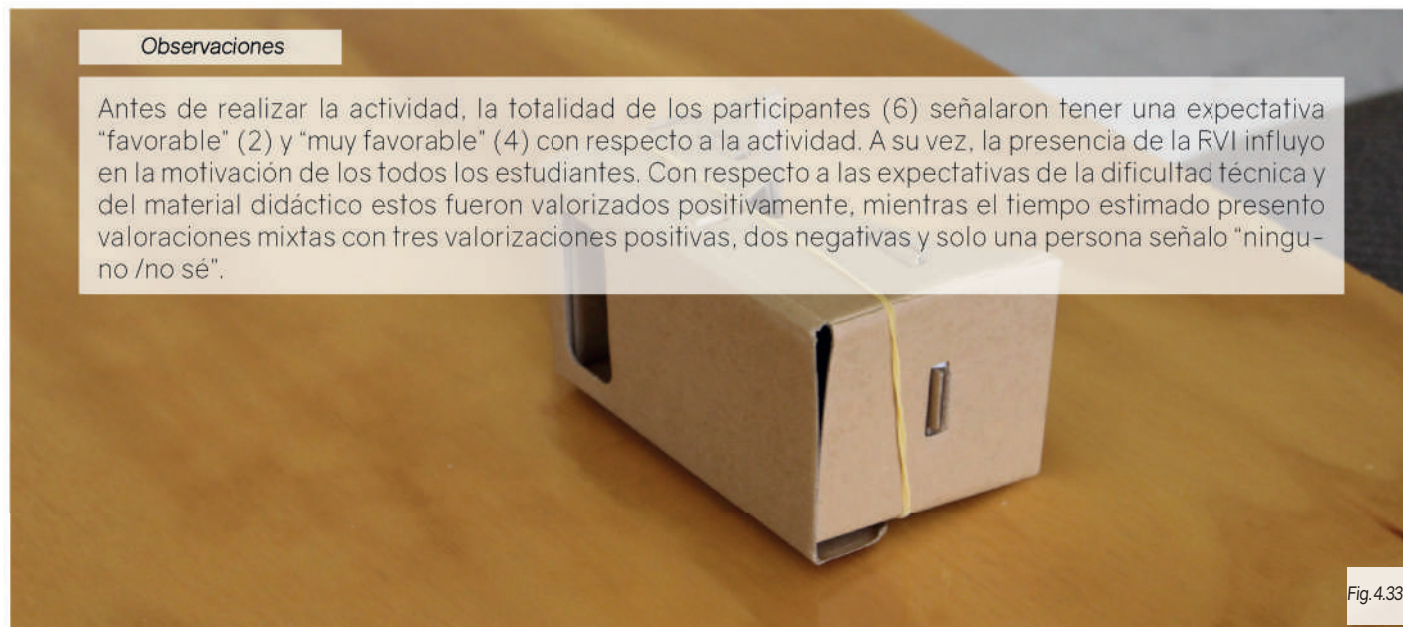 Observaciones
Antes de realizar la actividad, la totalidad de los participantes (6) señalaron tener una expectativa
“favorable” (2) y “muy favorable” (4) con respecto a la actividad. A su vez, la presencia de la RVI influyo
en la motivación de los todos los estudiantes. Con respecto a las expectativas de la dificultad técnica y
del material didáctico estos fueron valorizados positivamente, mientras el tiempo estimado presento
valoraciones mixtas con tres valorizaciones positivas, dos negativas y solo una persona señalo “ningu-
no /no sé”.
Fig.4.33